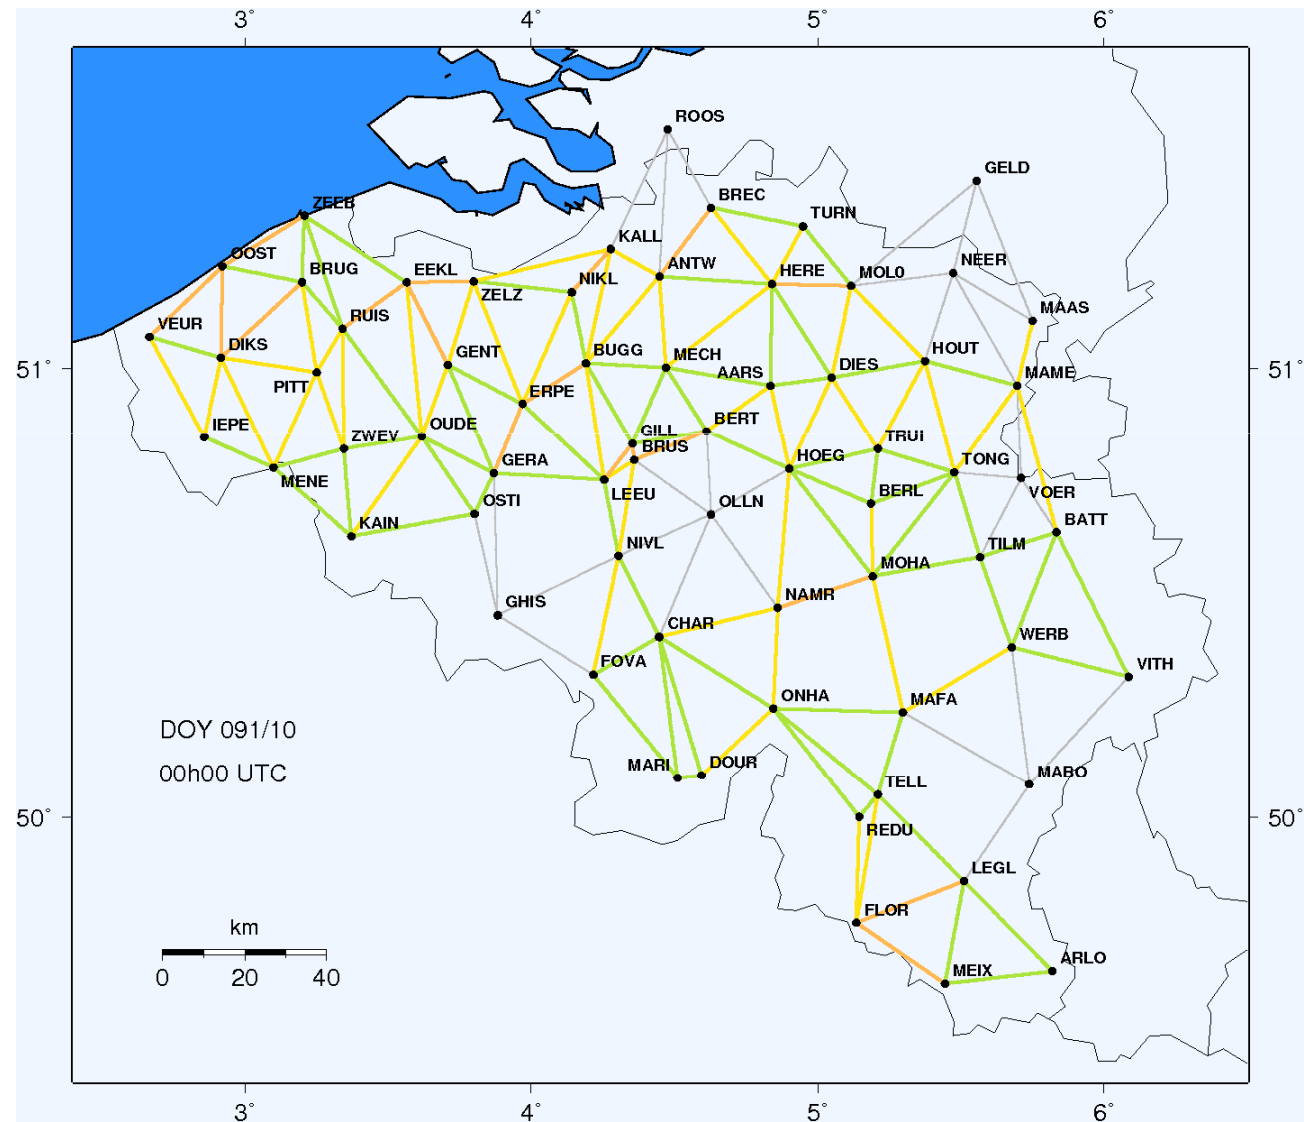 3° 4° 5° 6°
ROOS
GELD
BREC
ZEEB TURN
KALL
OOST ANTW
BRUG EEKL NIKL HERE MOL0 NEER
ZELZ
MAAS
VEUR RUIS
DIKS GENT BUGG MECH HOUT
51° AARS DIES MAME 51°
PITT
ERPE
IEPE OUDE BERT
ZWEV GILL TRUI
BRUS
GERA HOEG TONG
MENE
LEEU BERL VOER
OSTI OLLN
KAIN BATT
NIVL TILM
MOHA
GHIS NAMR
CHAR
WERB
FOVA VITH
ONHA MAFA
DOY 091/10
MARI DOUR
00h00 UTC MABO
TELL
50° 50°
REDU
LEGL
FLOR
km
ARLO
0 20 40 MEIX
3° 4° 5° 6°